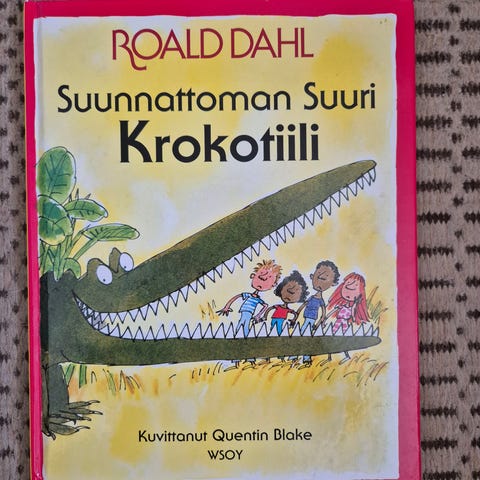 ROALD DAHL
Suunnattoman Suuri
Krokotiili
Kuvittanut Quentin Blake
WSOY